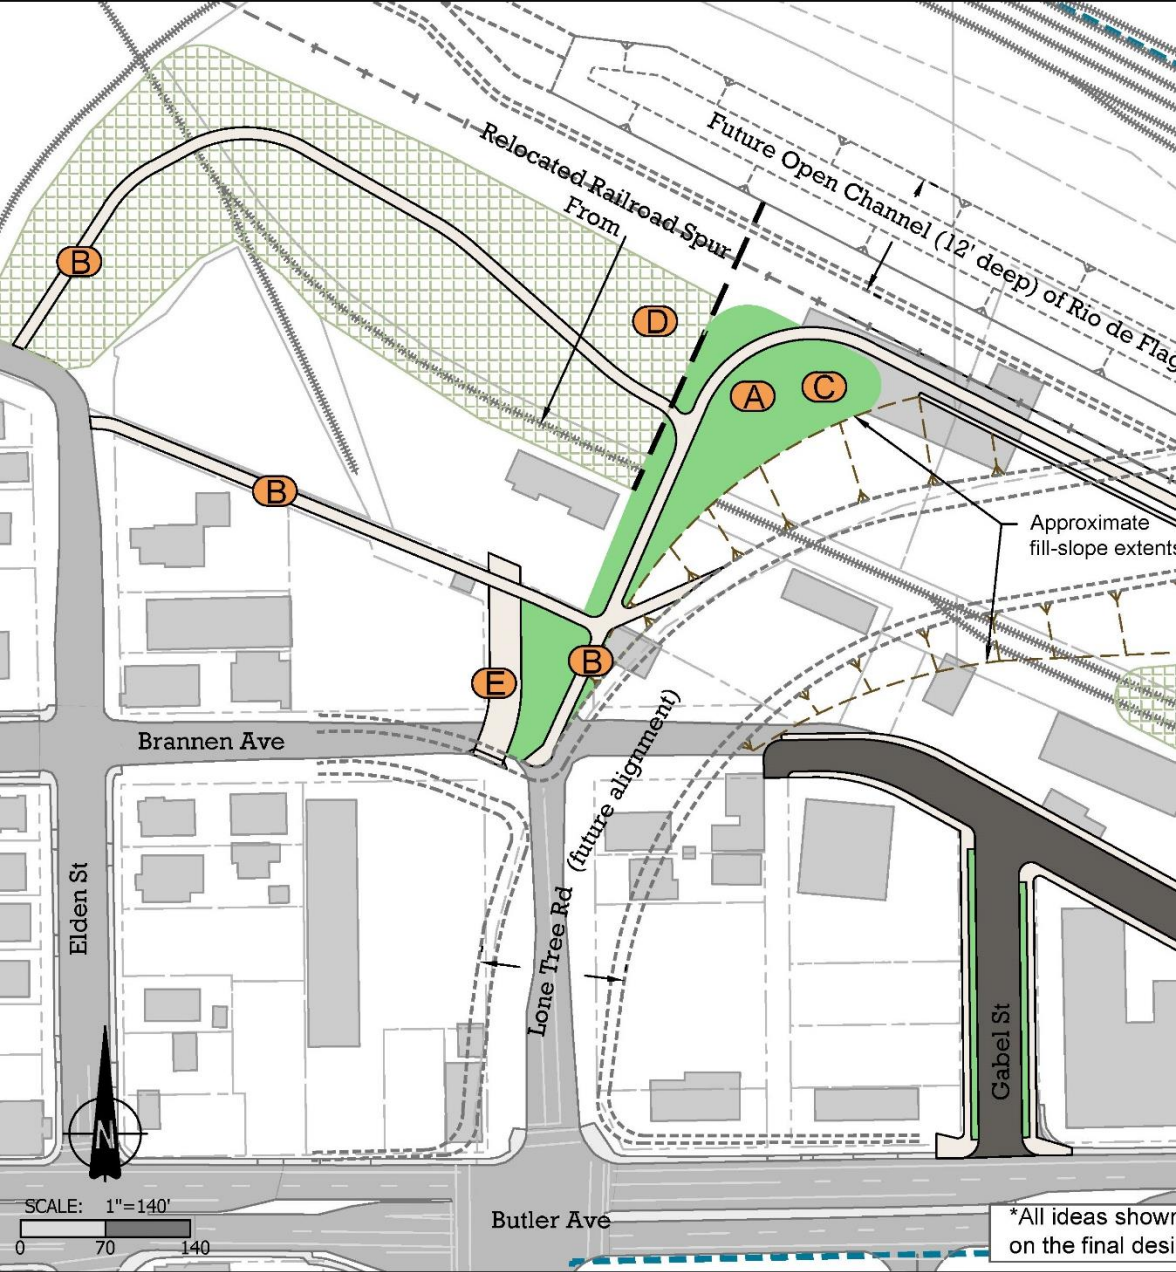 Future Open Channel (12' deep) of Rio de Flag
Relocated Railroad Spur
From
B
D
A
C
B
Approximate
fill-slope extents
B
E
Brannen Ave
Lone Tree Rd (future alignment)
Elden St
Gabel St
N
SCALE: 1"=140'
0 70 140
Butler Ave
*All ideas shown
on the final desi